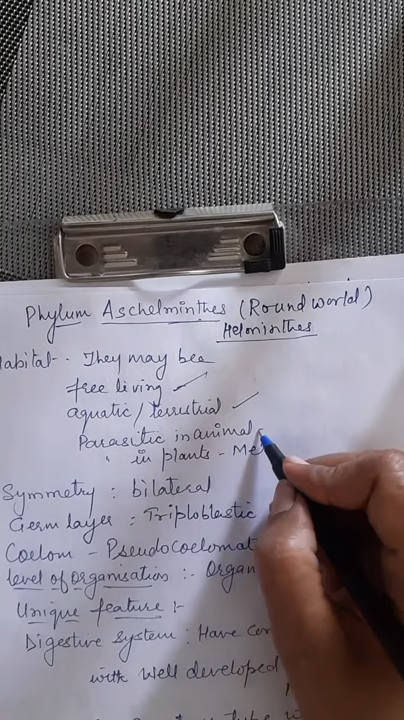 Phylum Aschelminthes (Round world)
Helminthes
Habitat- . They may bee
free living
aquatic/terrestrial
Parasitic in animal
in plants - Me
Symmetry : bilateral
Germ layer : Triploblastic
Coelom - Pseudocoelomat
level of organisation :- Organ
Unique feature :-
Digestive System : Have com
with well developed